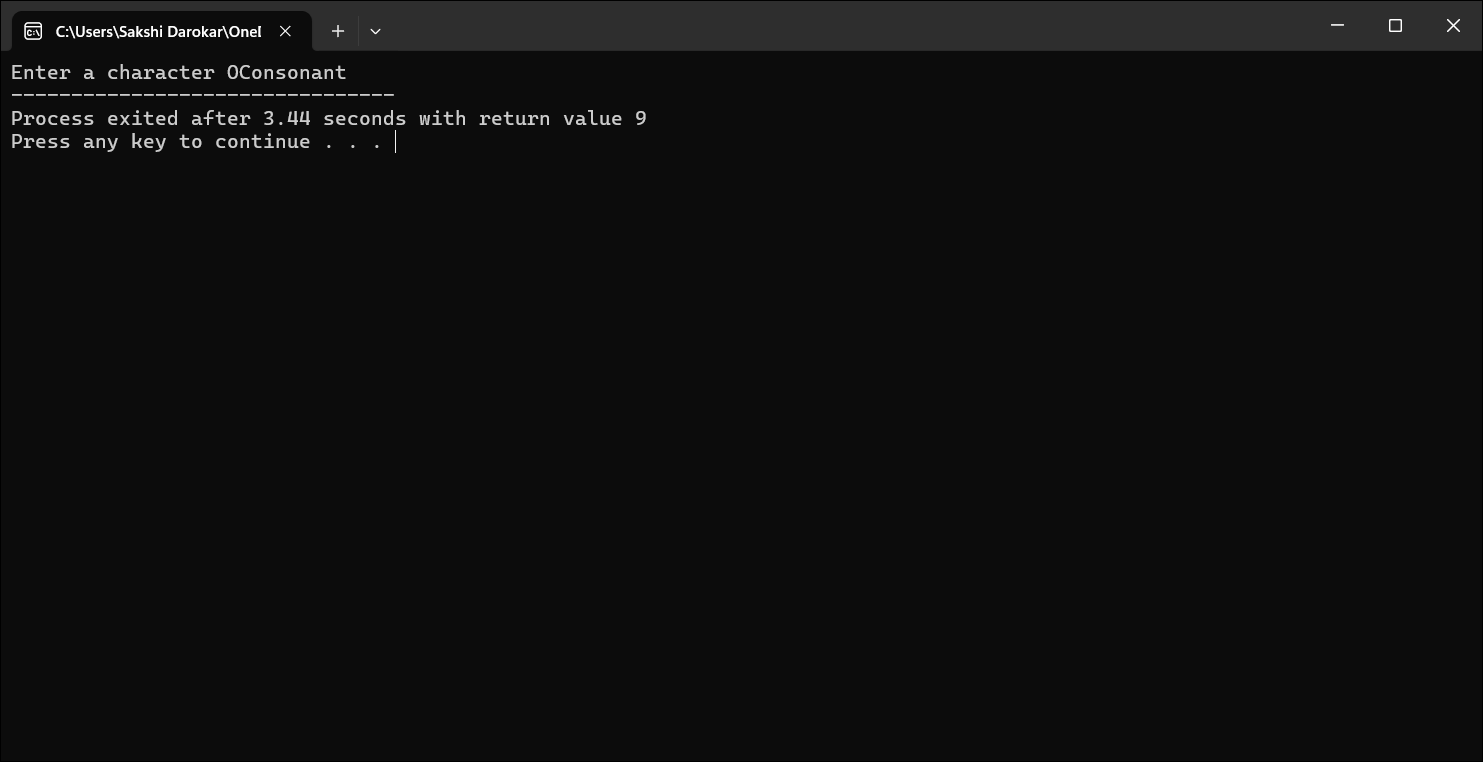 C:\Users\Sakshi Darokar\One
Enter a character OConsonant
--------------------------------
Process exited after 3.44 seconds with return value 9
Press any key to continue . . .